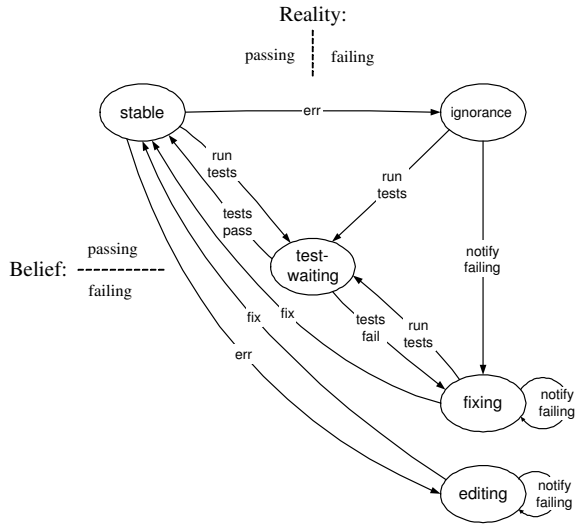 Reality:
passing
failing
stable
err
ignorance
run
tests
run
tests
tests
pass
passing
Belief:
failing
test-
waiting
notify
failing
fix
fix
tests
fail
run
tests
err
fixing
notify
failing
editing
notify
failing